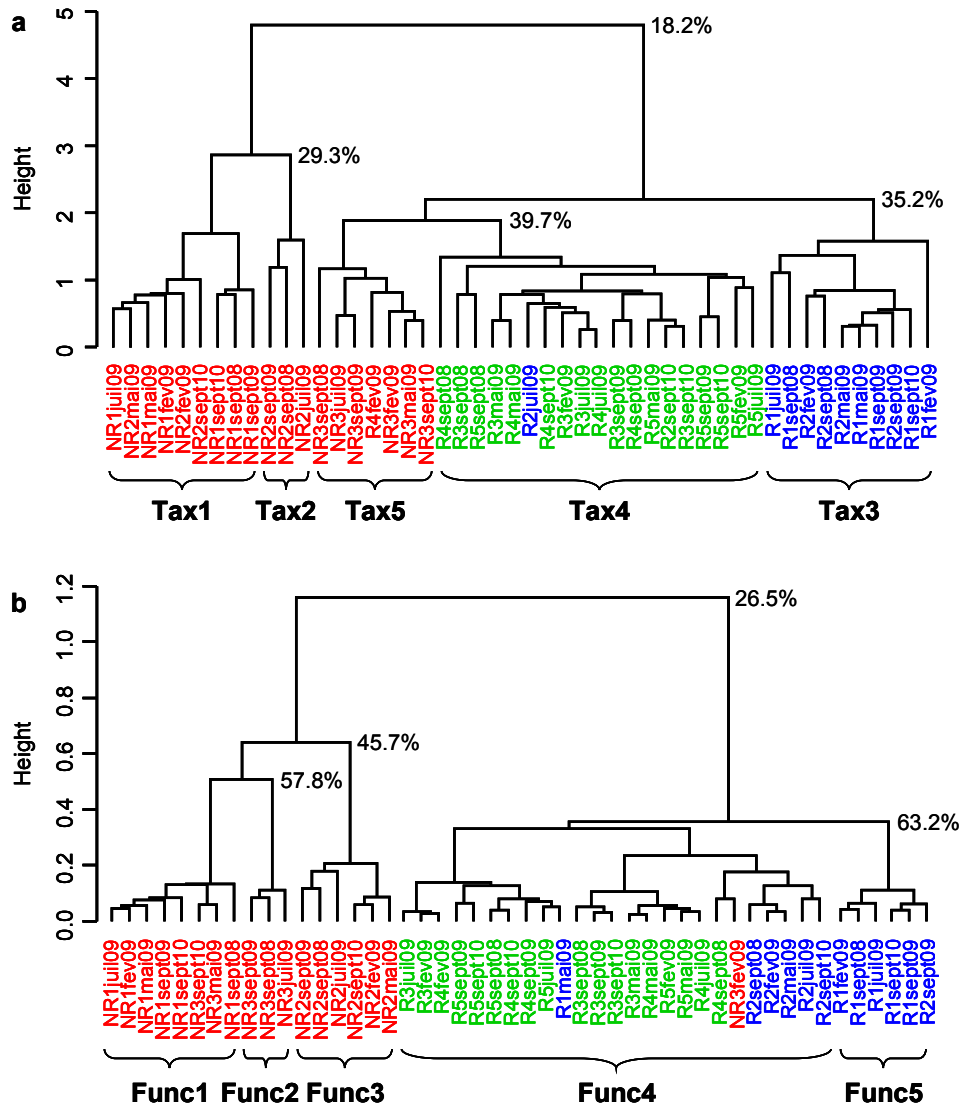 a
5
4
3
2
1
0
Height
18.2%
29.3%
35.2%
39.7%
NR1juil09
NR2mai09
NR1mai09
NR1fev09
NR2fev09
NR2sept10
NR1sept10
NR1sept08
NR1sept09
NR2sept09
NR2sept08
NR2juil09
NR3sept08
NR3juil09
NR3sept09
R4fev09
NR3fev09
NR3mai09
NR3sept10
R4sept08
R3sept08
R5sept08
R3mai09
R4mai09
R2juil09
R4sept10
R3fev09
R3juil09
R4juil09
R3sept09
R4sept09
R5mai09
R3sept10
R5sept10
R5sept09
R5fev09
R5juil09
R1juil09
R1sept08
R2fev09
R2sept08
R2mai09
R1mai09
R1sept09
R2sept09
R1sept10
R1fev09
Tax1
Tax2
Tax5
Tax4
Tax3
b
1.2
1.0
0.8
0.6
0.4
0.2
0.0
Height
26.5%
45.7%
57.8%
63.2%
NR1juil09
NR1fev09
NR1mai09
NR1sept09
NR1sept10
NR3sept10
NR3mai09
NR1sept08
NR3sept09
NR3sept08
NR3juil09
NR2sept09
NR2sept08
NR2juil09
NR2sept10
NR2fev09
NR2mai09
R3juil09
R3fev09
R4fev09
R5sept09
R5sept10
R5sept08
R4sept10
R4sept09
R5juil09
R1mai09
R3sept08
R3sept09
R3sept10
R3mai09
R4mai09
R5fev09
R5mai09
R4juil09
R4sept08
NR3fev09
R2sept08
R2fev09
R2mai09
R2juil09
R2sept10
R1fev09
R1sept08
R1juil09
R1sept10
R1sept09
R2sept09
Func1
Func2
Func3
Func4
Func5